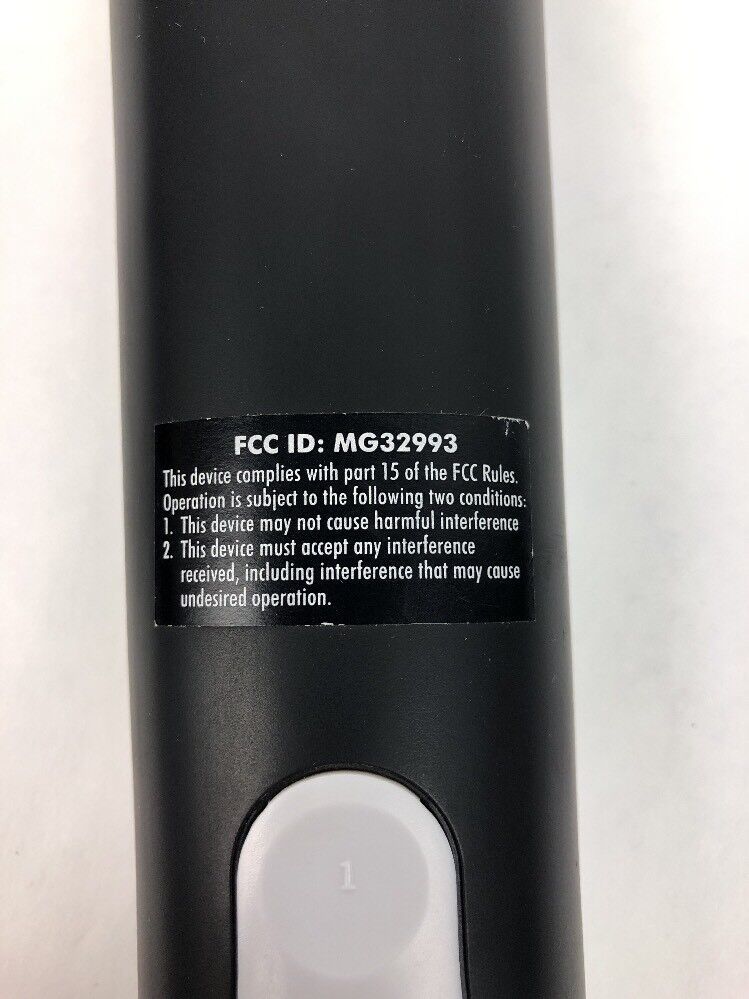 FCC ID: MG32993
This device complies with part 15 of the FCC Rules.
Operation is subject to the following two conditions:
1. This device may not cause harmful interference
2. This device must accept any interference
received, including interference that may cause
undesired operation.
1